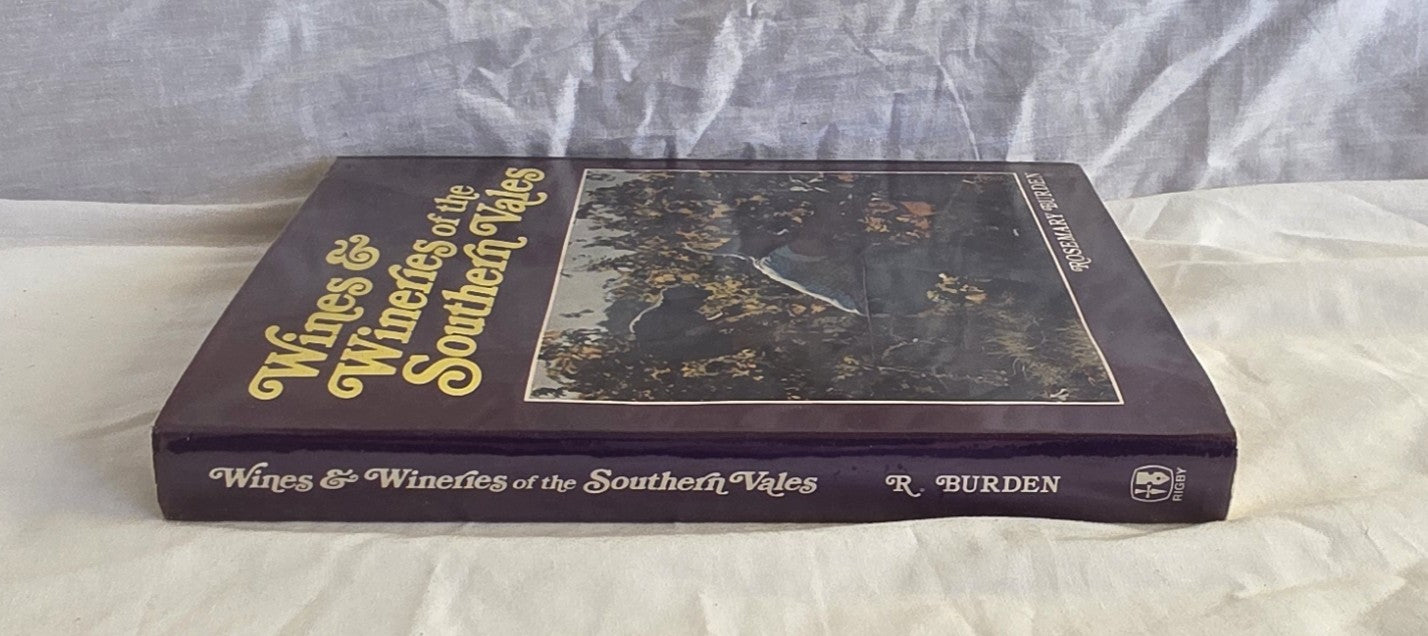 Wines &
Wineries of the
Southern Vales
ROSEMARY BURDEN
Wines & Wineries of the Southern Vales R. BURDEN RIGBY